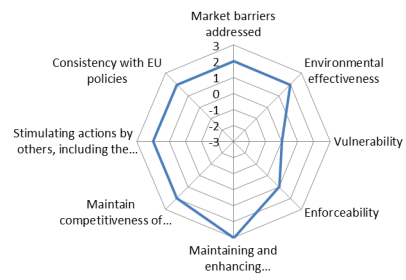 Market barriers
addressed
3
2
1
0
-1
-2
-3
Environmental
effectiveness
Vulnerability
Enforceability
Maintaining and
enhancing...
Maintain
competitiveness of...
Stimulating actions by
others, including the...
Consistency with EU
policies